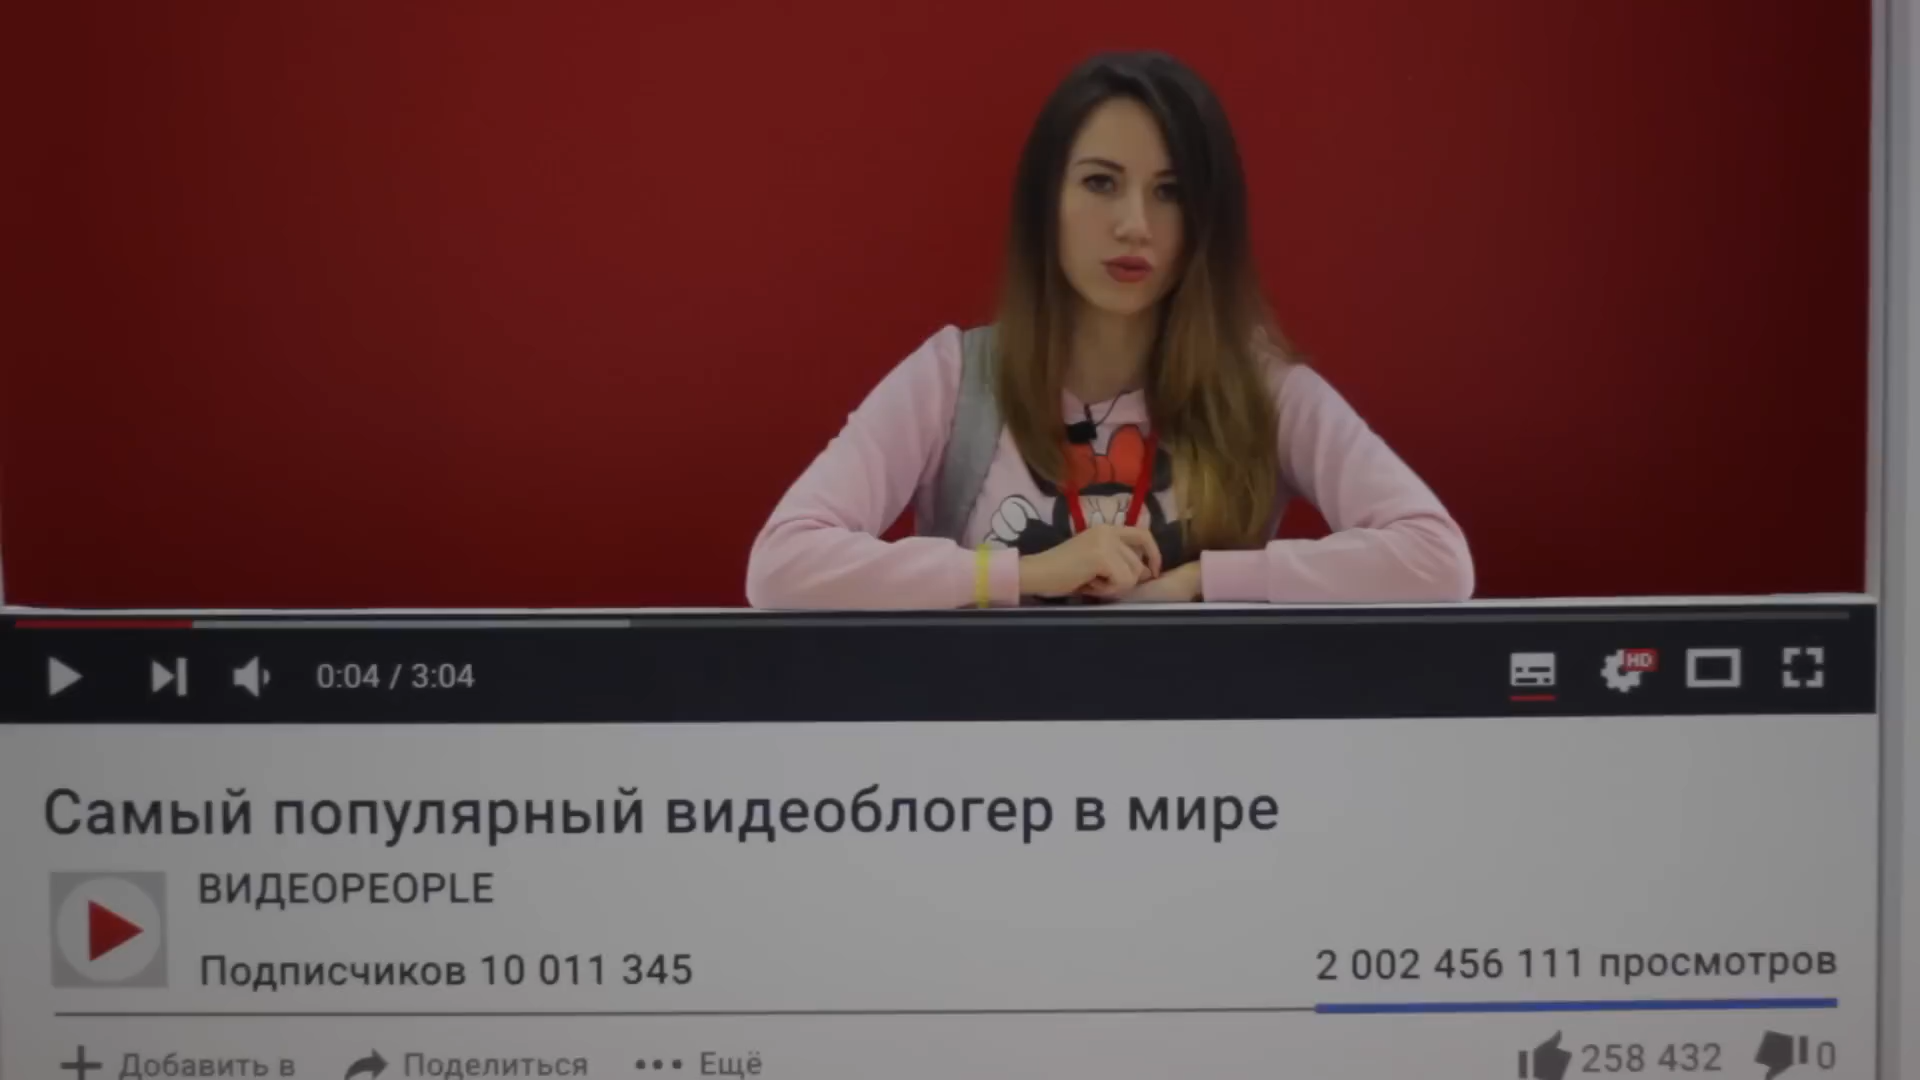 0:04 / 3:04
HD
Самый популярный видеоблогер в мире
ВИДЕОPEOPLE
Подписчиков 10 011 345
2 002 456 111 просмотров
Добавить в
Поделиться
Ещё
258 432
0